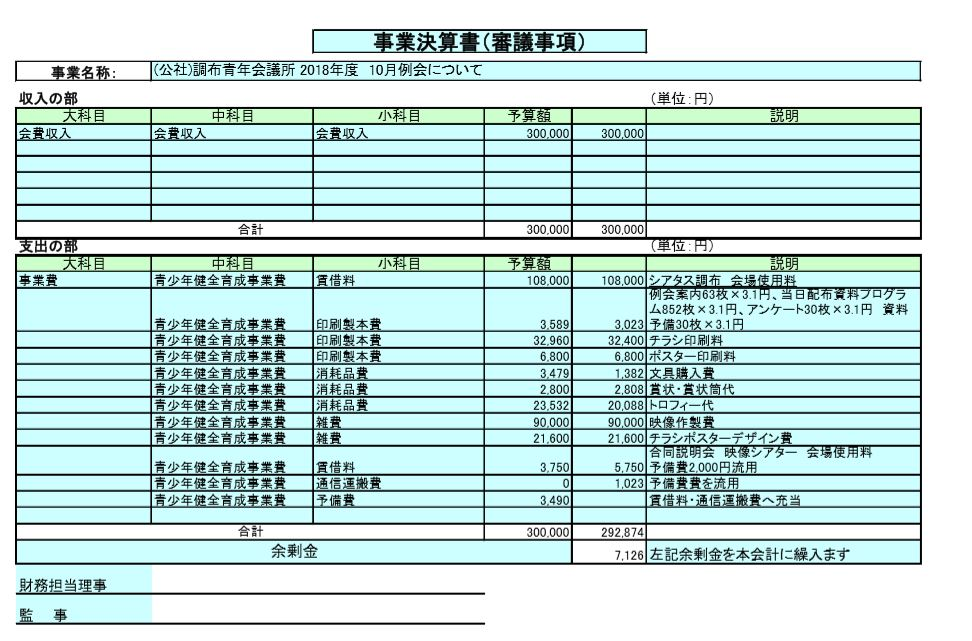 事業決算書(審議事項)
事業名称: (公社)調布青年会議所 2018年度　10月例会について
収入の部 (単位:円)
大科目 中科目 小科目 予算額 説明
会費収入 会費収入 会費収入 300,000 300,000
合計 300,000 300,000
支出の部 (単位:円)
大科目 中科目 小科目 予算額 説明
事業費 青少年健全育成事業費 賃借料 108,000 108,000 シアタス調布　会場使用料
例会案内63枚×3.1円、当日配布資料プログラ
ム852枚×3.1円、アンケート30枚×3.1円　資料
青少年健全育成事業費 印刷製本費 3,589 3,023 予備30枚×3.1円
青少年健全育成事業費 印刷製本費 32,960 32,400 チラシ印刷料
青少年健全育成事業費 印刷製本費 6,800 6,800 ポスター印刷料
青少年健全育成事業費 消耗品費 3,479 1,382 文具購入費
青少年健全育成事業費 消耗品費 2,800 2,808 賞状・賞状筒代
青少年健全育成事業費 消耗品費 23,532 20,088 トロフィー代
青少年健全育成事業費 雑費 90,000 90,000 映像作製費
青少年健全育成事業費 雑費 21,600 21,600 チラシポスターデザイン費
合同説明会　映像シアター　会場使用料
青少年健全育成事業費 賃借料 3,750 5,750 予備費2,000円流用
青少年健全育成事業費 通信運搬費 0 1,023 予備費費を流用
青少年健全育成事業費 予備費 3,490 賃借料・通信運搬費へ充当
合計 300,000 292,874
余剰金 7,126 左記余剰金を本会計に繰入ます
財務担当理事
監　事